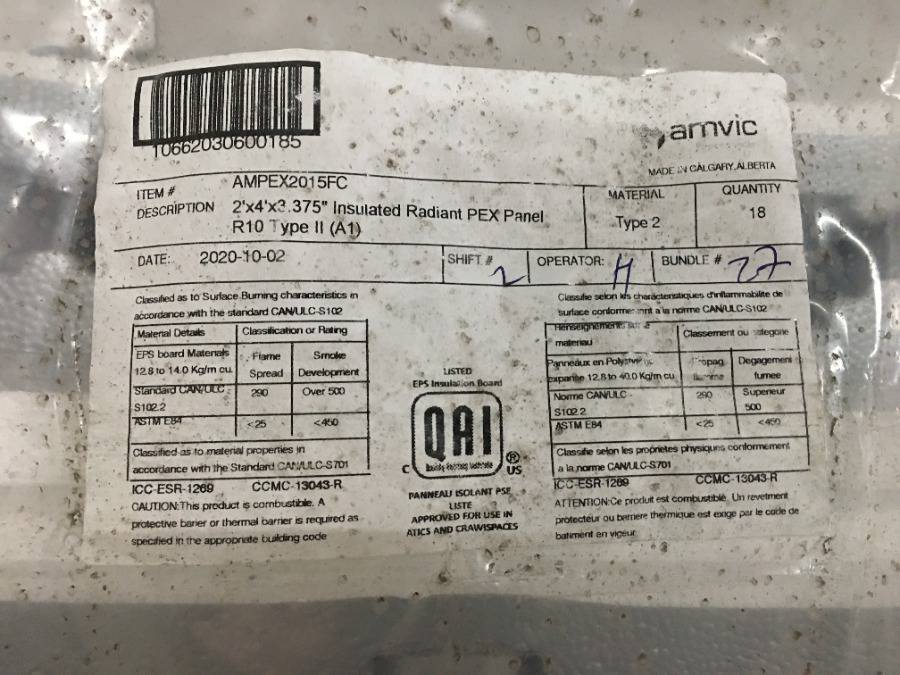 10662030600185
amvic
MADE IN CALGARY, ALBERTA
ITEM # AMPEX2015FC
DESCRIPTION 2'x4'x3.375" Insulated Radiant PEX Panel
R10 Type II (A1)
MATERIAL
Type 2
QUANTITY
18
DATE: 2020-10-02
SHIFT # 2
OPERATOR: H
BUNDLE # 27
Classified as to Surface Burning characteristics in
accordance with the standard CAN/ULC-S102
Material Details Classification or Rating
EPS board Materials
12.8 to 14.0 Kg/m cu.
Flame
Spread
Smoke
Development
Standard CAN/ULC -
S102.2
290 Over 500
ASTM E84 <25 <450
Classified as to material properties in
accordance with the Standard CAN/ULC-S701
ICC-ESR-1269 CCMC-13043-R
CAUTION:This product is combustible. A
protective barier or thermal barrier is required as
specified in the appropriate building code
LISTED
EPS Insulation Board
QAI
C ® US
PANNEAU ISOLANT PSE
LISTE
APPROVED FOR USE IN
ATICS AND CRAWISPACES
Classifie selon les characteristiques d'inflammabilite de
surface conformement a la norme CAN/ULC-S102
Renseignements sur le
materiau
Classement ou categorie
Panneaux en Polystyrene
expanse 12.8 to 40.0 Kg/m cu
Propag.
flamme
Degagement
fumee
Norme CAN/ULC -
S102.2
290
Superieur
500
ASTM E84 <25 <450
Classifie selon les proprietes physiques conformement
a la norme CAN/ULC-S701
ICC-ESR-1269 CCMC-13043-R
ATTENTION:Ce produit est combustible. Un revetment
protecteur ou barriere thermique est exige par le code de
batiment en vigeur